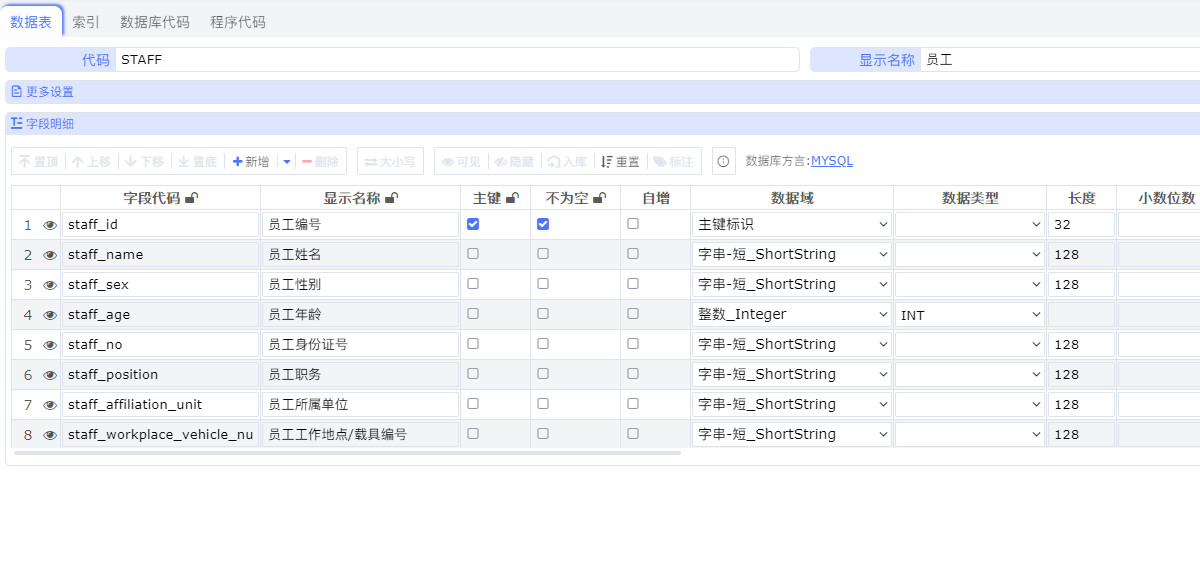 数据表 索引 数据库代码 程序代码
代码 STAFF 显示名称 员工
更多设置
字段明细
置顶 上移 下移 置底 新增 删除 大小写 可见 隐藏 入库 重置 标注 数据库方言:MYSQL
字段代码 显示名称 主键 不为空 自增 数据域 数据类型 长度 小数位数
1 staff_id 员工编号 主键标识 32
2 staff_name 员工姓名 字串-短_ShortString 128
3 staff_sex 员工性别 字串-短_ShortString 128
4 staff_age 员工年龄 整数_Integer INT
5 staff_no 员工身份证号 字串-短_ShortString 128
6 staff_position 员工职务 字串-短_ShortString 128
7 staff_affiliation_unit 员工所属单位 字串-短_ShortString 128
8 staff_workplace_vehicle_nu 员工工作地点/载具编号 字串-短_ShortString 128